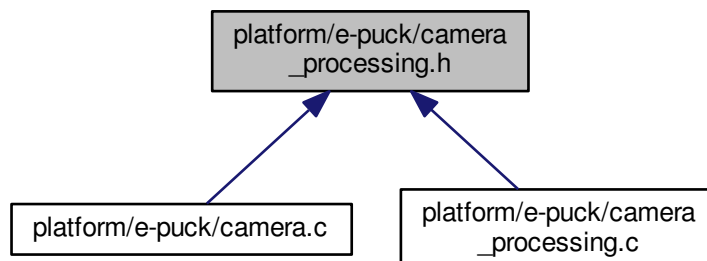 platform/e-puck/camera
_processing.h
platform/e-puck/camera.c
platform/e-puck/camera
_processing.c